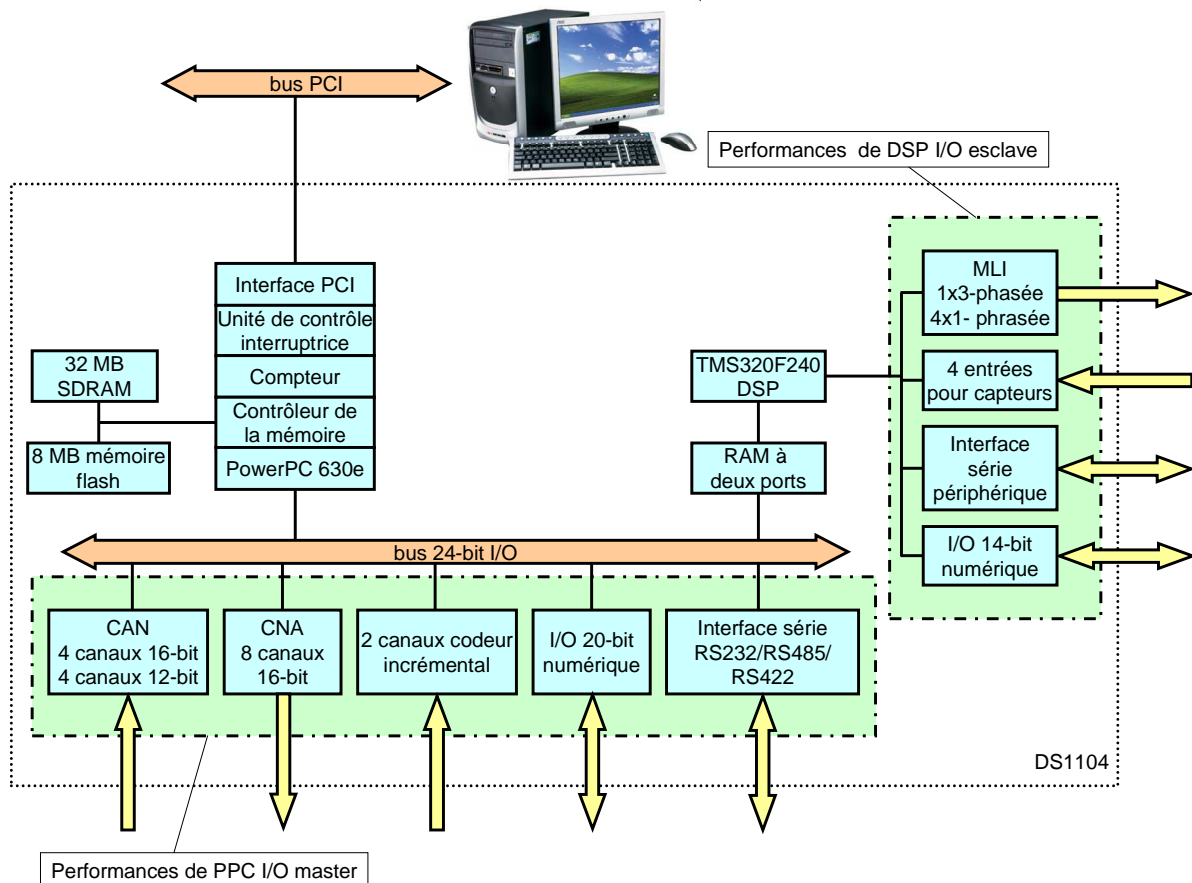 bus PCI
Performances de DSP I/O esclave
Interface PCI
Unité de contrôle
interruptrice
Compteur
Contrôleur de
la mémoire
PowerPC 630e
32 MB
SDRAM
8 MB mémoire
flash
TMS320F240
DSP
RAM à
deux ports
MLI
1x3-phasée
4x1- phrasée
4 entrées
pour capteurs
Interface
série
périphérique
I/O 14-bit
numérique
bus 24-bit I/O
CAN
4 canaux 16-bit
4 canaux 12-bit
CNA
8 canaux
16-bit
2 canaux codeur
incrémental
I/O 20-bit
numérique
Interface série
RS232/RS485/
RS422
DS1104
Performances de PPC I/O master